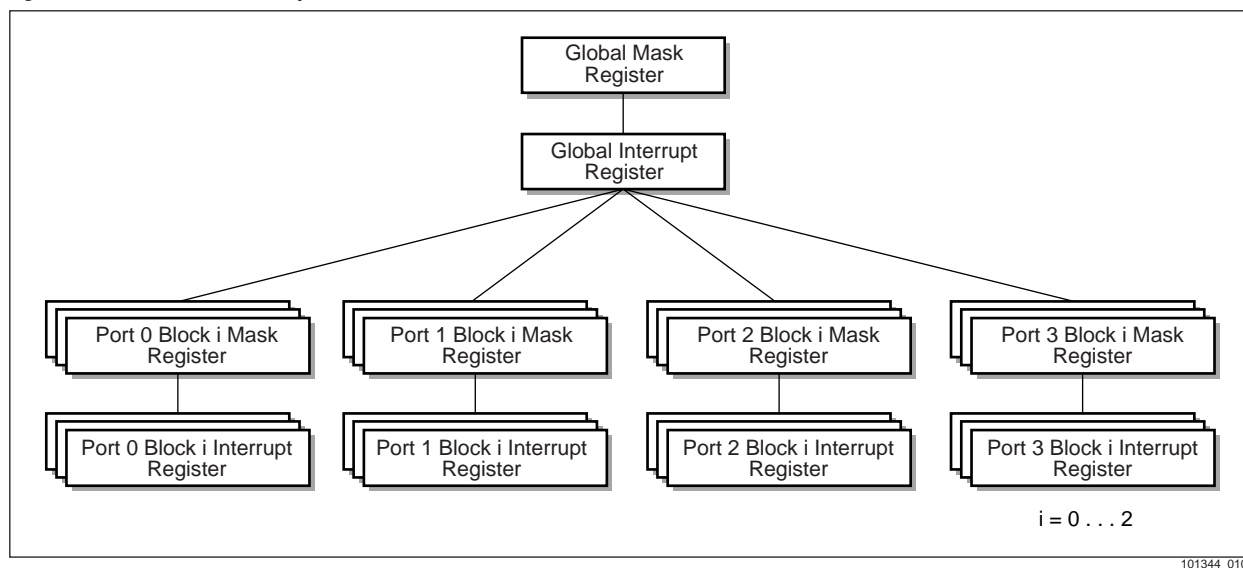 Global Mask
Register
Global Interrupt
Register
Port 0 Block i Mask
Register
Port 1 Block i Mask
Register
Port 2 Block i Mask
Register
Port 3 Block i Mask
Register
Port 0 Block i Interrupt
Register
Port 1 Block i Interrupt
Register
Port 2 Block i Interrupt
Register
Port 3 Block i Interrupt
Register
i = 0 . . . 2
101344_010